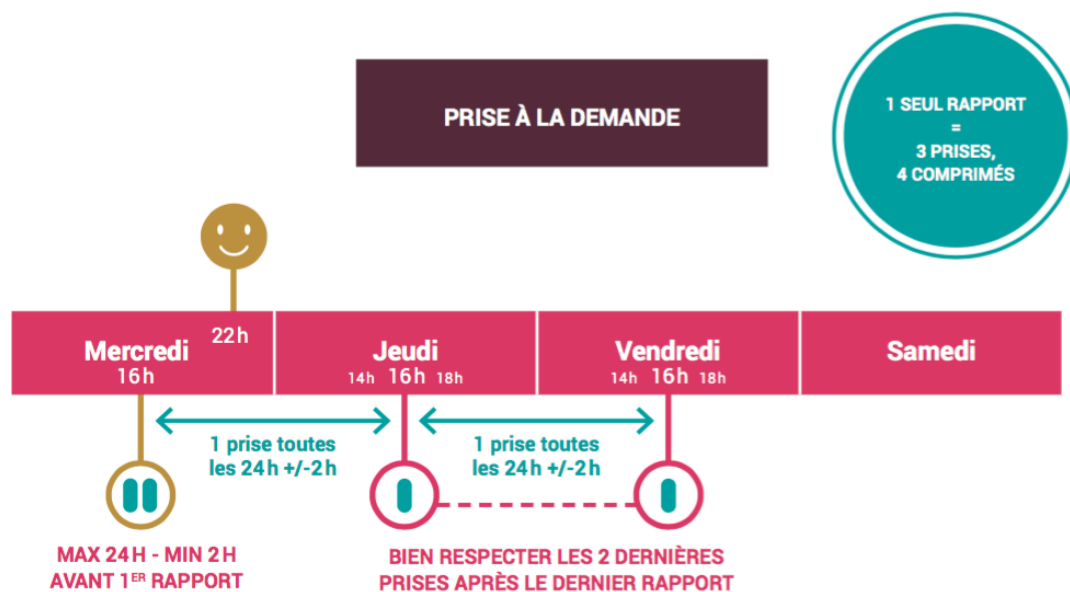 PRISE À LA DEMANDE
1 SEUL RAPPORT
=
3 PRISES,
4 COMPRIMÉS
22h
Mercredi
16h
Jeudi
14h 16h 18h
Vendredi
14h 16h 18h
Samedi
1 prise toutes
les 24h +/-2h
1 prise toutes
les 24h +/-2h
MAX 24H - MIN 2H
AVANT 1ER RAPPORT
BIEN RESPECTER LES 2 DERNIÈRES
PRISES APRÈS LE DERNIER RAPPORT